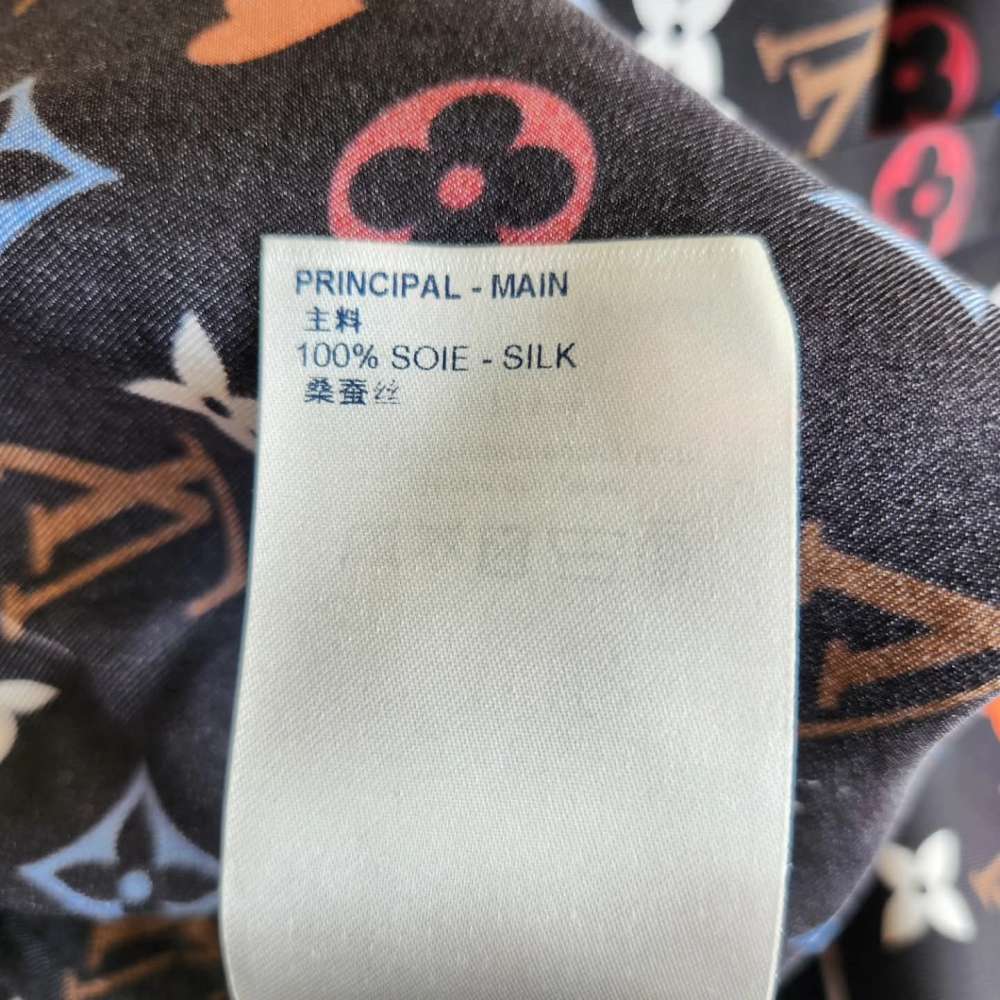 PRINCIPAL - MAIN
主料
100% SOIE - SILK
桑蚕丝